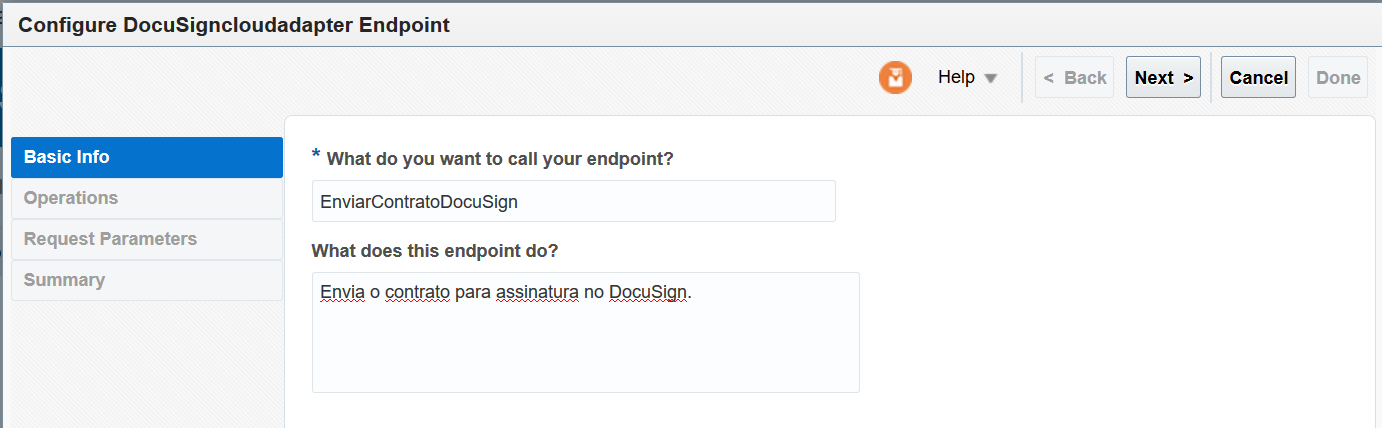 Configure DocuSigncloudadapter Endpoint
Help
< Back
Next >
Cancel
Done
Basic Info
Operations
Request Parameters
Summary
* What do you want to call your endpoint?
EnviarContratoDocuSign
What does this endpoint do?
Envia o contrato para assinatura no DocuSign.